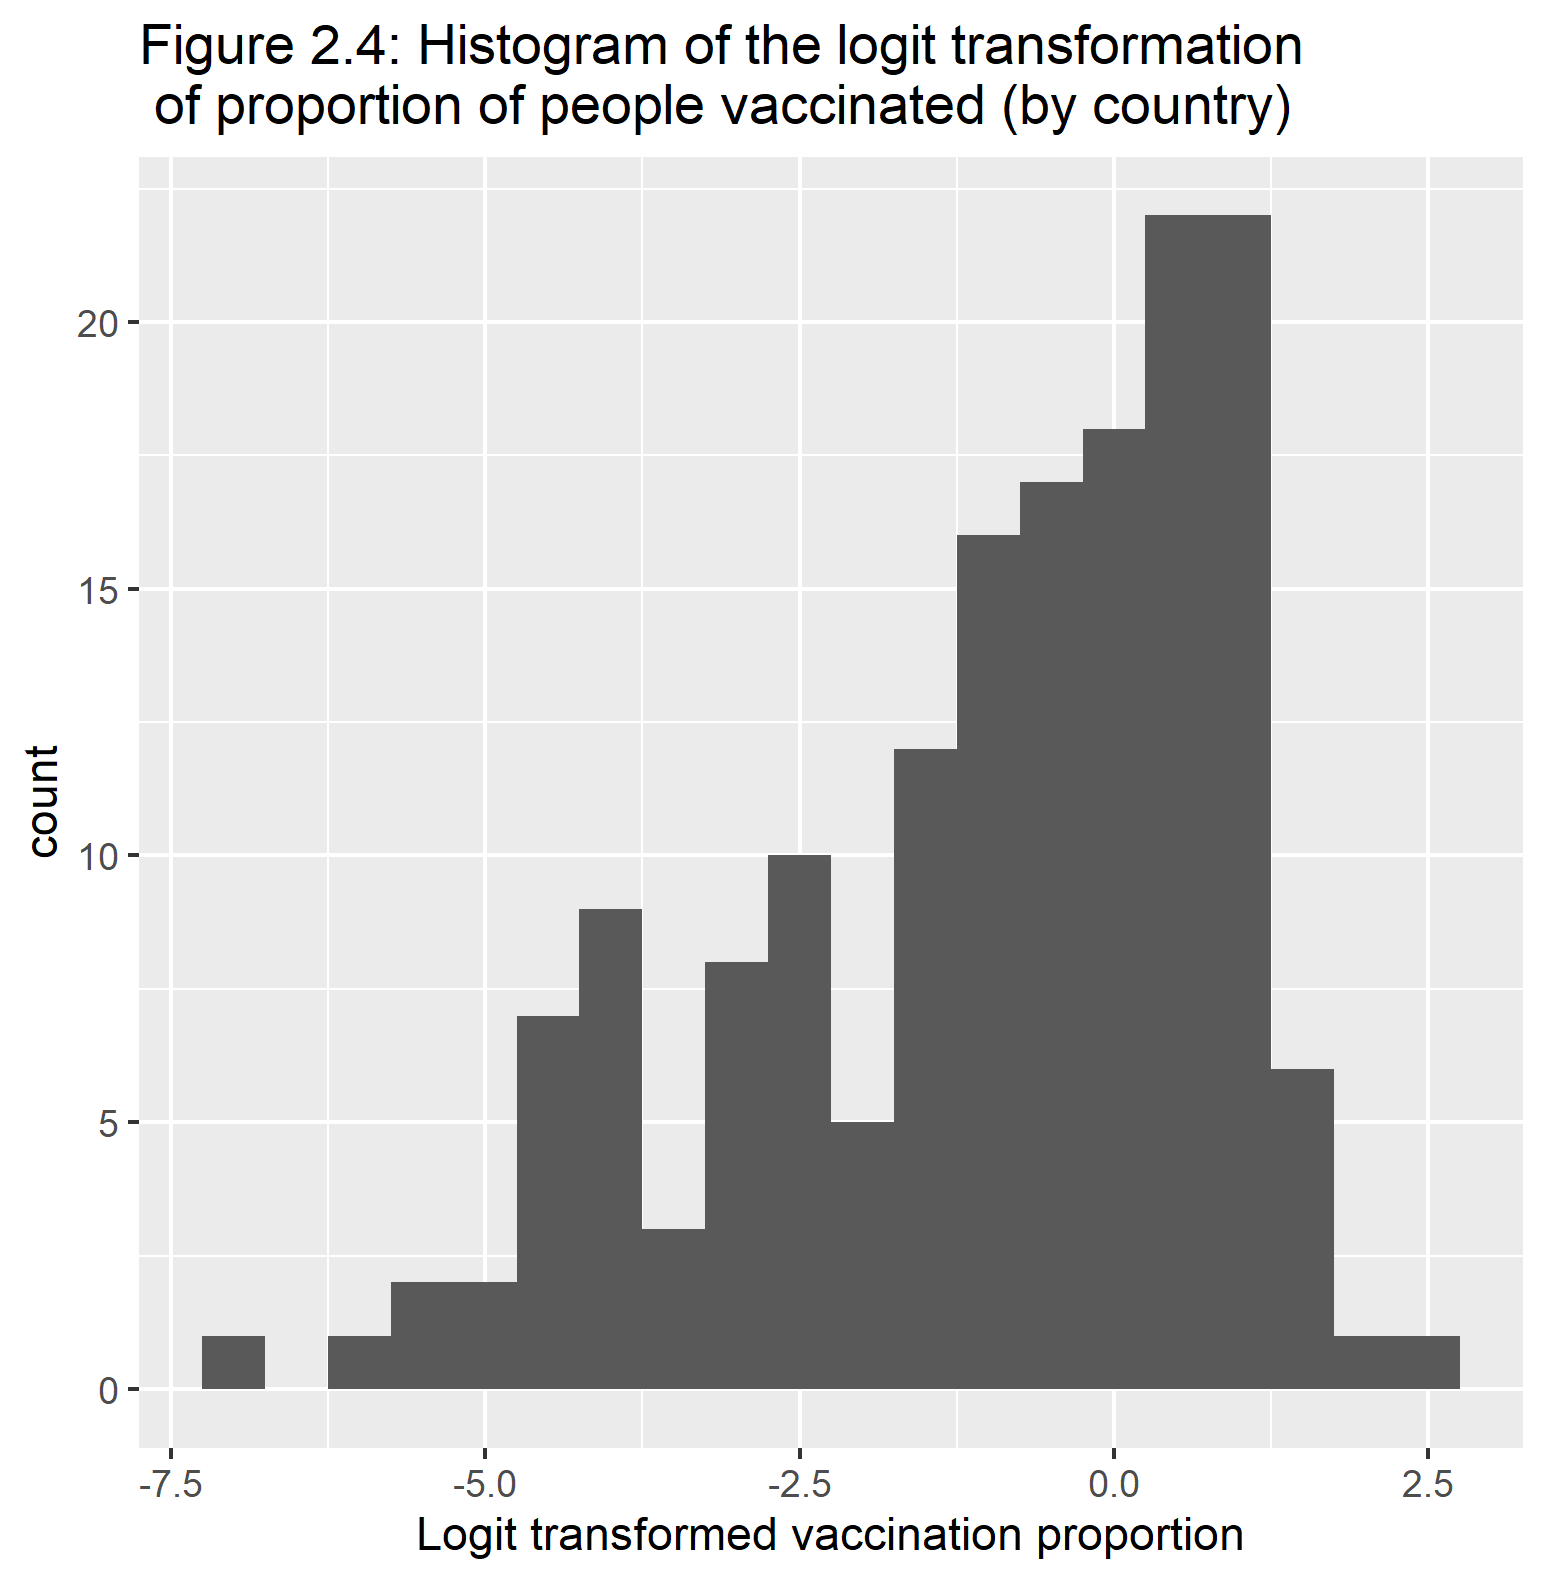 Figure 2.4: Histogram of the logit transformation
of proportion of people vaccinated (by country)
count
20
15
10
5
0
-7.5 -5.0 -2.5 0.0 2.5
Logit transformed vaccination proportion